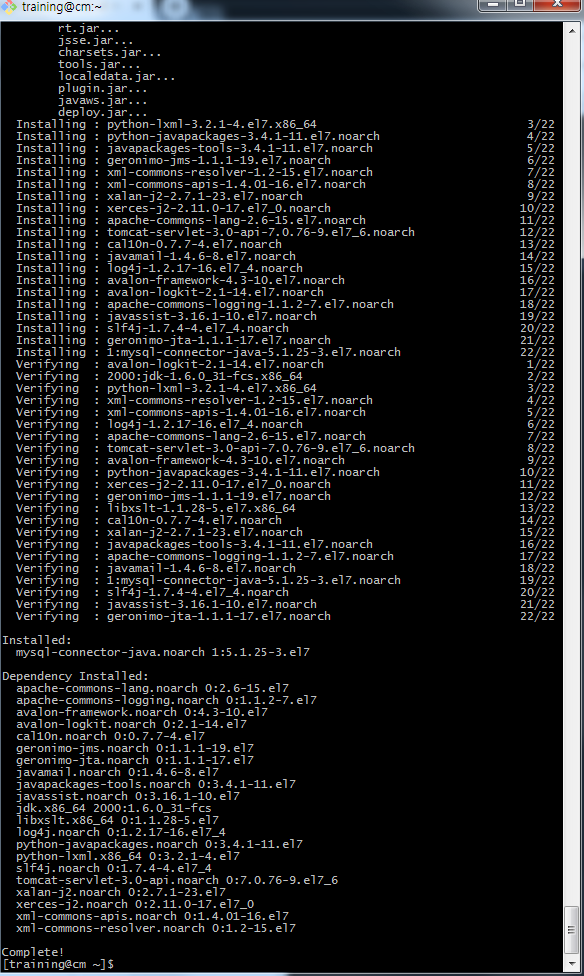 training@cm:~
rt.jar...
jsse.jar...
charsets.jar...
tools.jar...
localedata.jar...
plugin.jar...
javaws.jar...
deploy.jar...
Installing : python-lxml-3.2.1-4.el7.x86_64 3/22
Installing : python-javapackages-3.4.1-11.el7.noarch 4/22
Installing : javapackages-tools-3.4.1-11.el7.noarch 5/22
Installing : geronimo-jms-1.1.1-19.el7.noarch 6/22
Installing : xml-commons-resolver-1.2-15.el7.noarch 7/22
Installing : xml-commons-apis-1.4.01-16.el7.noarch 8/22
Installing : xalan-j2-2.7.1-23.el7.noarch 9/22
Installing : xerces-j2-2.11.0-17.el7_0.noarch 10/22
Installing : apache-commons-lang-2.6-15.el7.noarch 11/22
Installing : tomcat-servlet-3.0-api-7.0.76-9.el7_6.noarch 12/22
Installing : cal10n-0.7.7-4.el7.noarch 13/22
Installing : javamail-1.4.6-8.el7.noarch 14/22
Installing : log4j-1.2.17-16.el7_4.noarch 15/22
Installing : avalon-framework-4.3-10.el7.noarch 16/22
Installing : avalon-logkit-2.1-14.el7.noarch 17/22
Installing : apache-commons-logging-1.1.2-7.el7.noarch 18/22
Installing : javassist-3.16.1-10.el7.noarch 19/22
Installing : slf4j-1.7.4-4.el7_4.noarch 20/22
Installing : geronimo-jta-1.1.1-17.el7.noarch 21/22
Installing : 1:mysql-connector-java-5.1.25-3.el7.noarch 22/22
Verifying : avalon-logkit-2.1-14.el7.noarch 1/22
Verifying : 2000:jdk-1.6.0_31-fcs.x86_64 2/22
Verifying : python-lxml-3.2.1-4.el7.x86_64 3/22
Verifying : xml-commons-resolver-1.2-15.el7.noarch 4/22
Verifying : xml-commons-apis-1.4.01-16.el7.noarch 5/22
Verifying : log4j-1.2.17-16.el7_4.noarch 6/22
Verifying : apache-commons-lang-2.6-15.el7.noarch 7/22
Verifying : tomcat-servlet-3.0-api-7.0.76-9.el7_6.noarch 8/22
Verifying : avalon-framework-4.3-10.el7.noarch 9/22
Verifying : python-javapackages-3.4.1-11.el7.noarch 10/22
Verifying : xerces-j2-2.11.0-17.el7_0.noarch 11/22
Verifying : geronimo-jms-1.1.1-19.el7.noarch 12/22
Verifying : libxslt-1.1.28-5.el7.x86_64 13/22
Verifying : cal10n-0.7.7-4.el7.noarch 14/22
Verifying : xalan-j2-2.7.1-23.el7.noarch 15/22
Verifying : javapackages-tools-3.4.1-11.el7.noarch 16/22
Verifying : apache-commons-logging-1.1.2-7.el7.noarch 17/22
Verifying : javamail-1.4.6-8.el7.noarch 18/22
Verifying : 1:mysql-connector-java-5.1.25-3.el7.noarch 19/22
Verifying : slf4j-1.7.4-4.el7_4.noarch 20/22
Verifying : javassist-3.16.1-10.el7.noarch 21/22
Verifying : geronimo-jta-1.1.1-17.el7.noarch 22/22
Installed:
mysql-connector-java.noarch 1:5.1.25-3.el7
Dependency Installed:
apache-commons-lang.noarch 0:2.6-15.el7
apache-commons-logging.noarch 0:1.1.2-7.el7
avalon-framework.noarch 0:4.3-10.el7
avalon-logkit.noarch 0:2.1-14.el7
cal10n.noarch 0:0.7.7-4.el7
geronimo-jms.noarch 0:1.1.1-19.el7
geronimo-jta.noarch 0:1.1.1-17.el7
javamail.noarch 0:1.4.6-8.el7
javapackages-tools.noarch 0:3.4.1-11.el7
javassist.noarch 0:3.16.1-10.el7
jdk.x86_64 2000:1.6.0_31-fcs
libxslt.x86_64 0:1.1.28-5.el7
log4j.noarch 0:1.2.17-16.el7_4
python-javapackages.noarch 0:3.4.1-11.el7
python-lxml.x86_64 0:3.2.1-4.el7
slf4j.noarch 0:1.7.4-4.el7_4
tomcat-servlet-3.0-api.noarch 0:7.0.76-9.el7_6
xalan-j2.noarch 0:2.7.1-23.el7
xerces-j2.noarch 0:2.11.0-17.el7_0
xml-commons-apis.noarch 0:1.4.01-16.el7
xml-commons-resolver.noarch 0:1.2-15.el7
Complete!
[training@cm ~]$